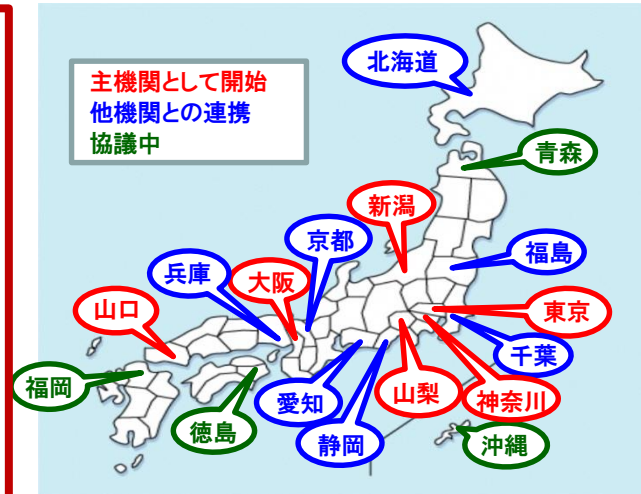 主機関として開始
他機関との連携
協議中
北海道
青森
新潟
京都
福島
兵庫
大阪
山口
東京
千葉
福岡
愛知
山梨
神奈川
徳島
静岡
沖縄